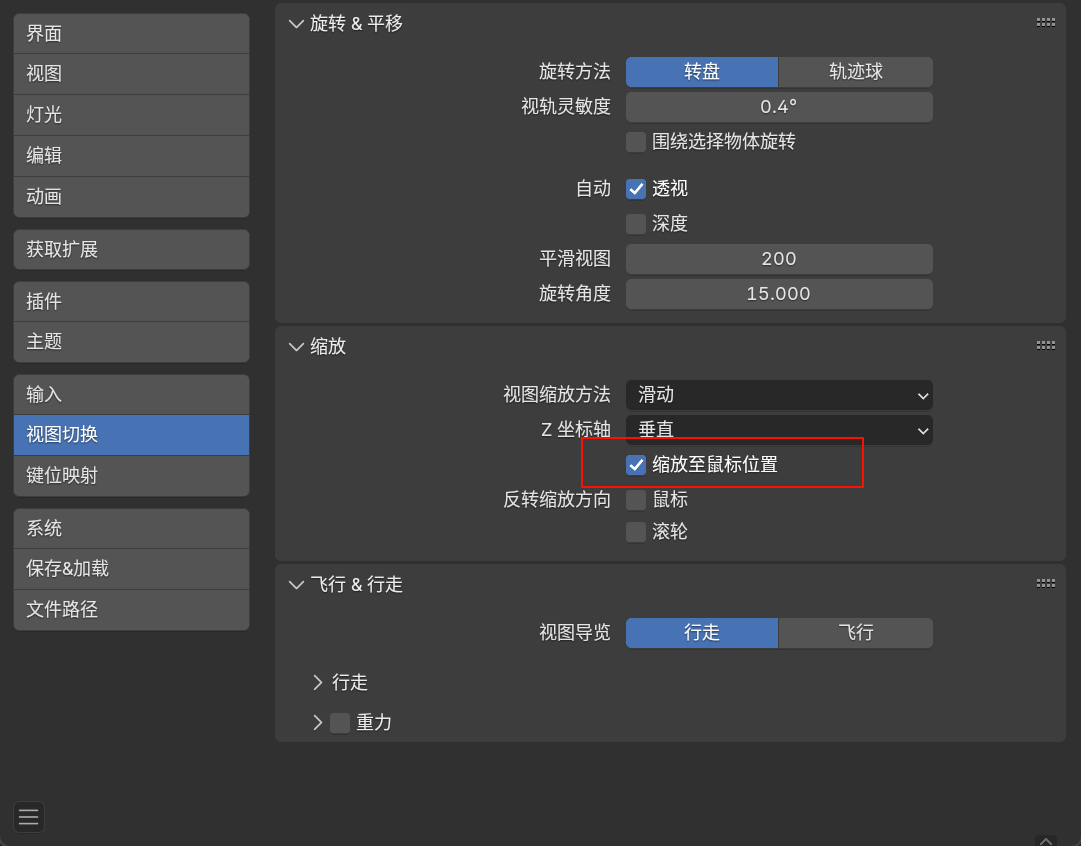 界面
视图
灯光
编辑
动画
获取扩展
插件
主题
输入
视图切换
键位映射
系统
保存&加载
文件路径
旋转 & 平移
旋转方法 转盘 轨迹球
视轨灵敏度 0.4°
围绕选择物体旋转
自动 透视
深度
平滑视图 200
旋转角度 15.000
缩放
视图缩放方法 滑动
Z 坐标轴 垂直
缩放至鼠标位置
反转缩放方向 鼠标
滚轮
飞行 & 行走
视图导览 行走 飞行
行走
重力